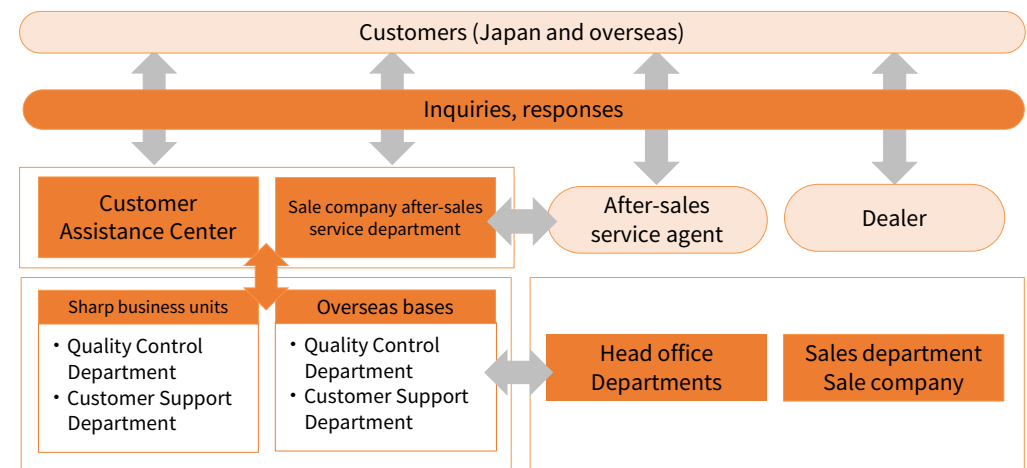 Customers (Japan and overseas)
Inquiries, responses
Customer
Assistance Center
Sale company after-sales
service department
After-sales
service agent
Dealer
Sharp business units
・Quality Control
Department
・Customer Support
Department
Overseas bases
・Quality Control
Department
・Customer Support
Department
Head office
Departments
Sales department
Sale company